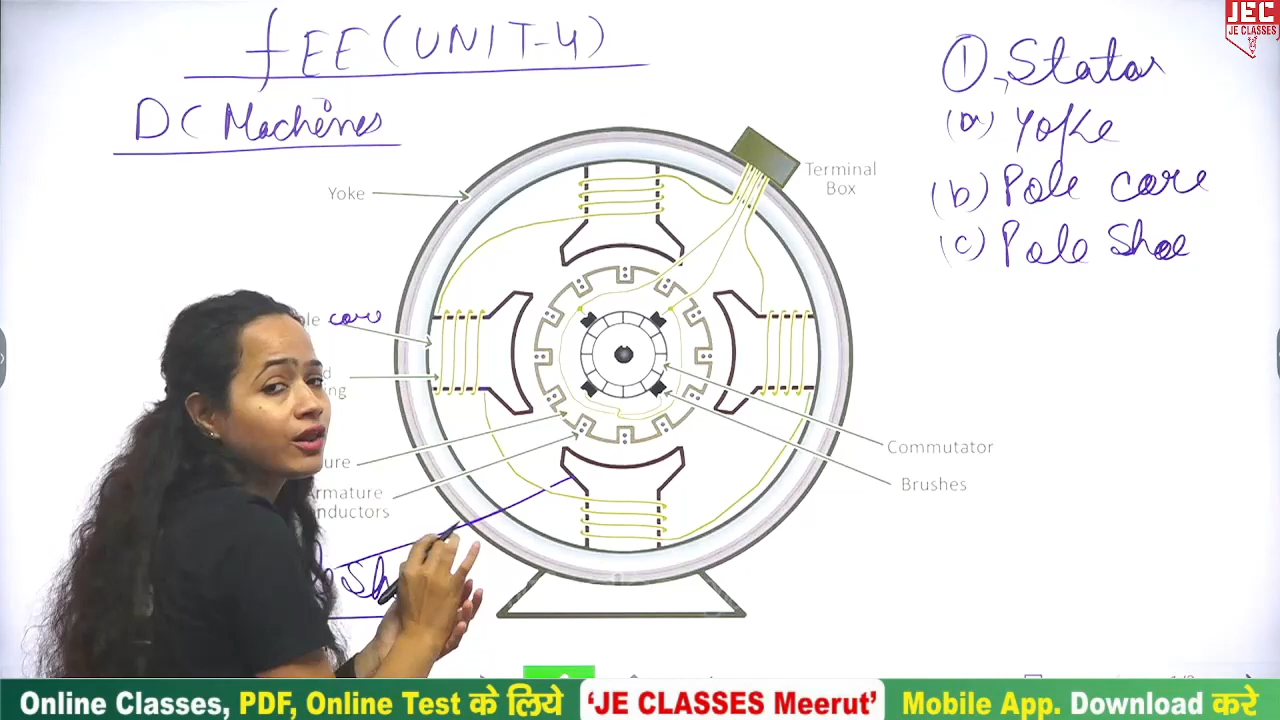 JEC
JE CLASSES
fEE (UNIT-4)
DC Machines
① Stator
(a) Yoke
(b) Pole core
(c) Pole Shoe
Terminal
Box
Yoke
core
Commutator
Brushes
Armature
Online Classes, PDF, Online Test के लिये 'JE CLASSES Meerut' Mobile App. Download करे